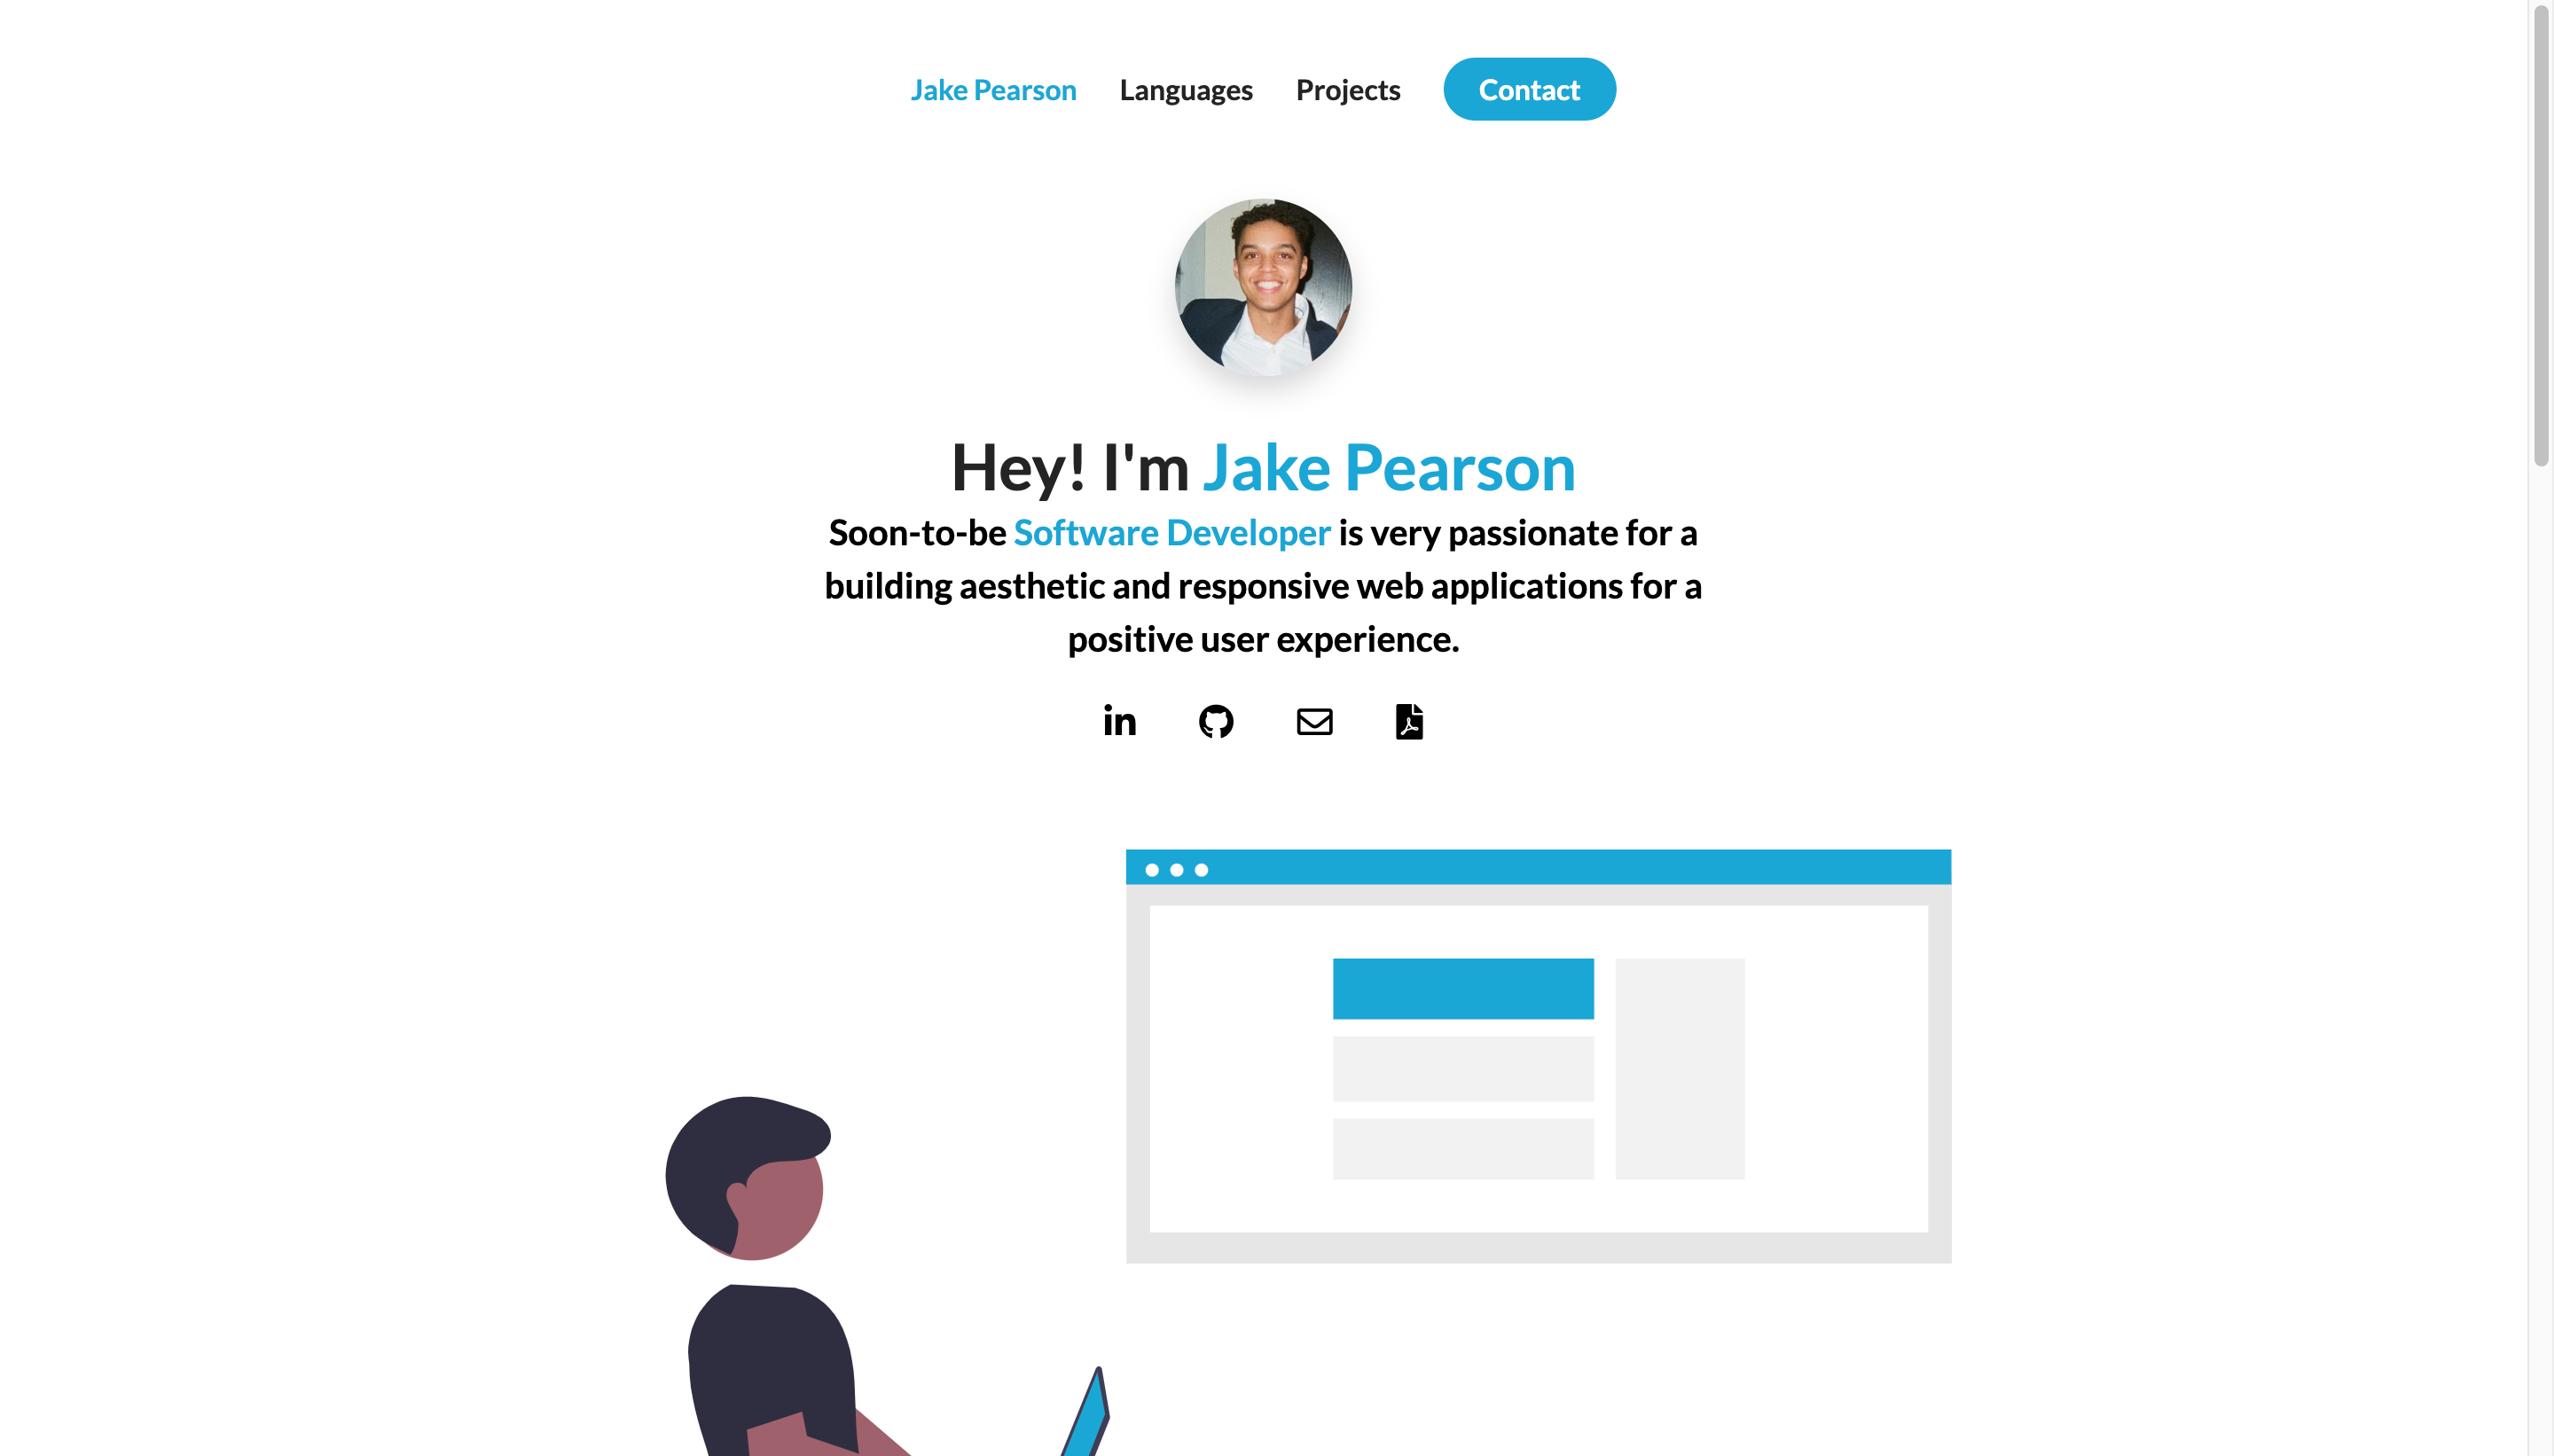 Jake Pearson Languages Projects Contact
Hey! I'm Jake Pearson
Soon-to-be Software Developer is very passionate for a
building aesthetic and responsive web applications for a
positive user experience.
in